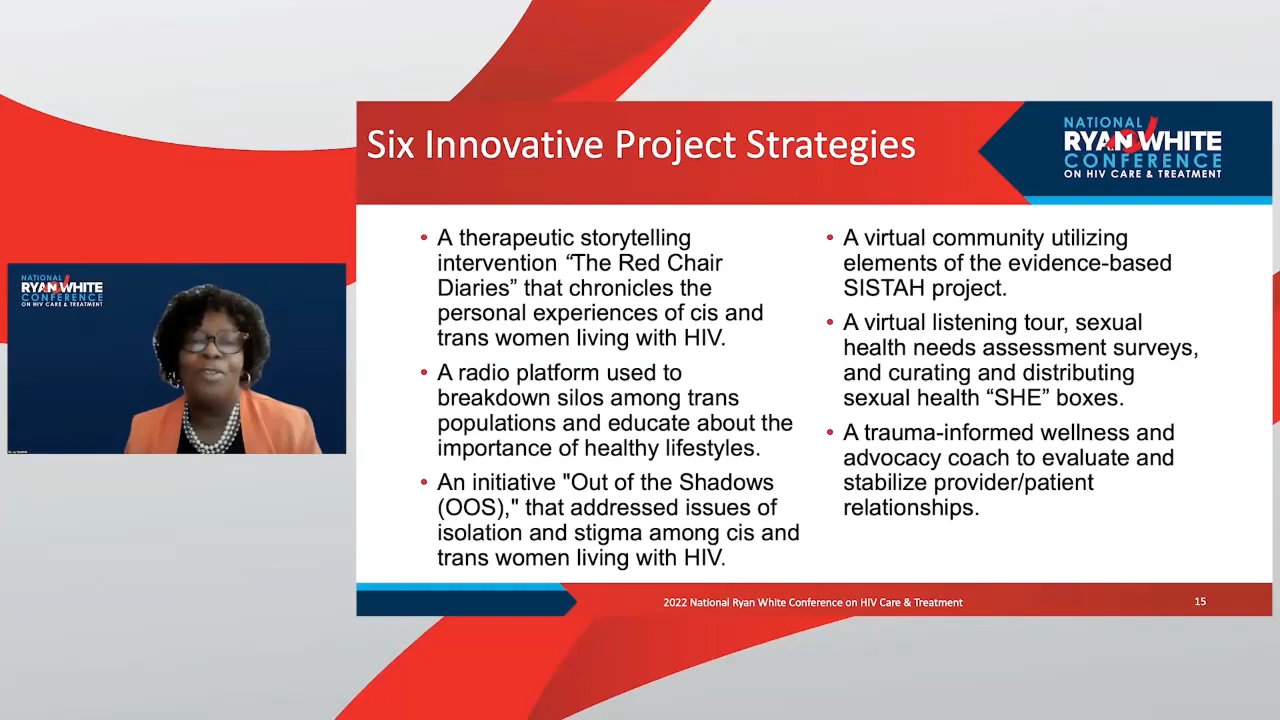 Six Innovative Project Strategies
NATIONAL
RYAN WHITE
CONFERENCE
ON HIV CARE & TREATMENT
• A therapeutic storytelling
intervention “The Red Chair
Diaries” that chronicles the
personal experiences of cis and
trans women living with HIV.
• A radio platform used to
breakdown silos among trans
populations and educate about the
importance of healthy lifestyles.
• An initiative "Out of the Shadows
(OOS)," that addressed issues of
isolation and stigma among cis and
trans women living with HIV.
• A virtual community utilizing
elements of the evidence-based
SISTAH project.
• A virtual listening tour, sexual
health needs assessment surveys,
and curating and distributing
sexual health “SHE” boxes.
• A trauma-informed wellness and
advocacy coach to evaluate and
stabilize provider/patient
relationships.
2022 National Ryan White Conference on HIV Care & Treatment
15
NATIONAL
RYAN WHITE
CONFERENCE
ON HIV CARE & TREATMENT